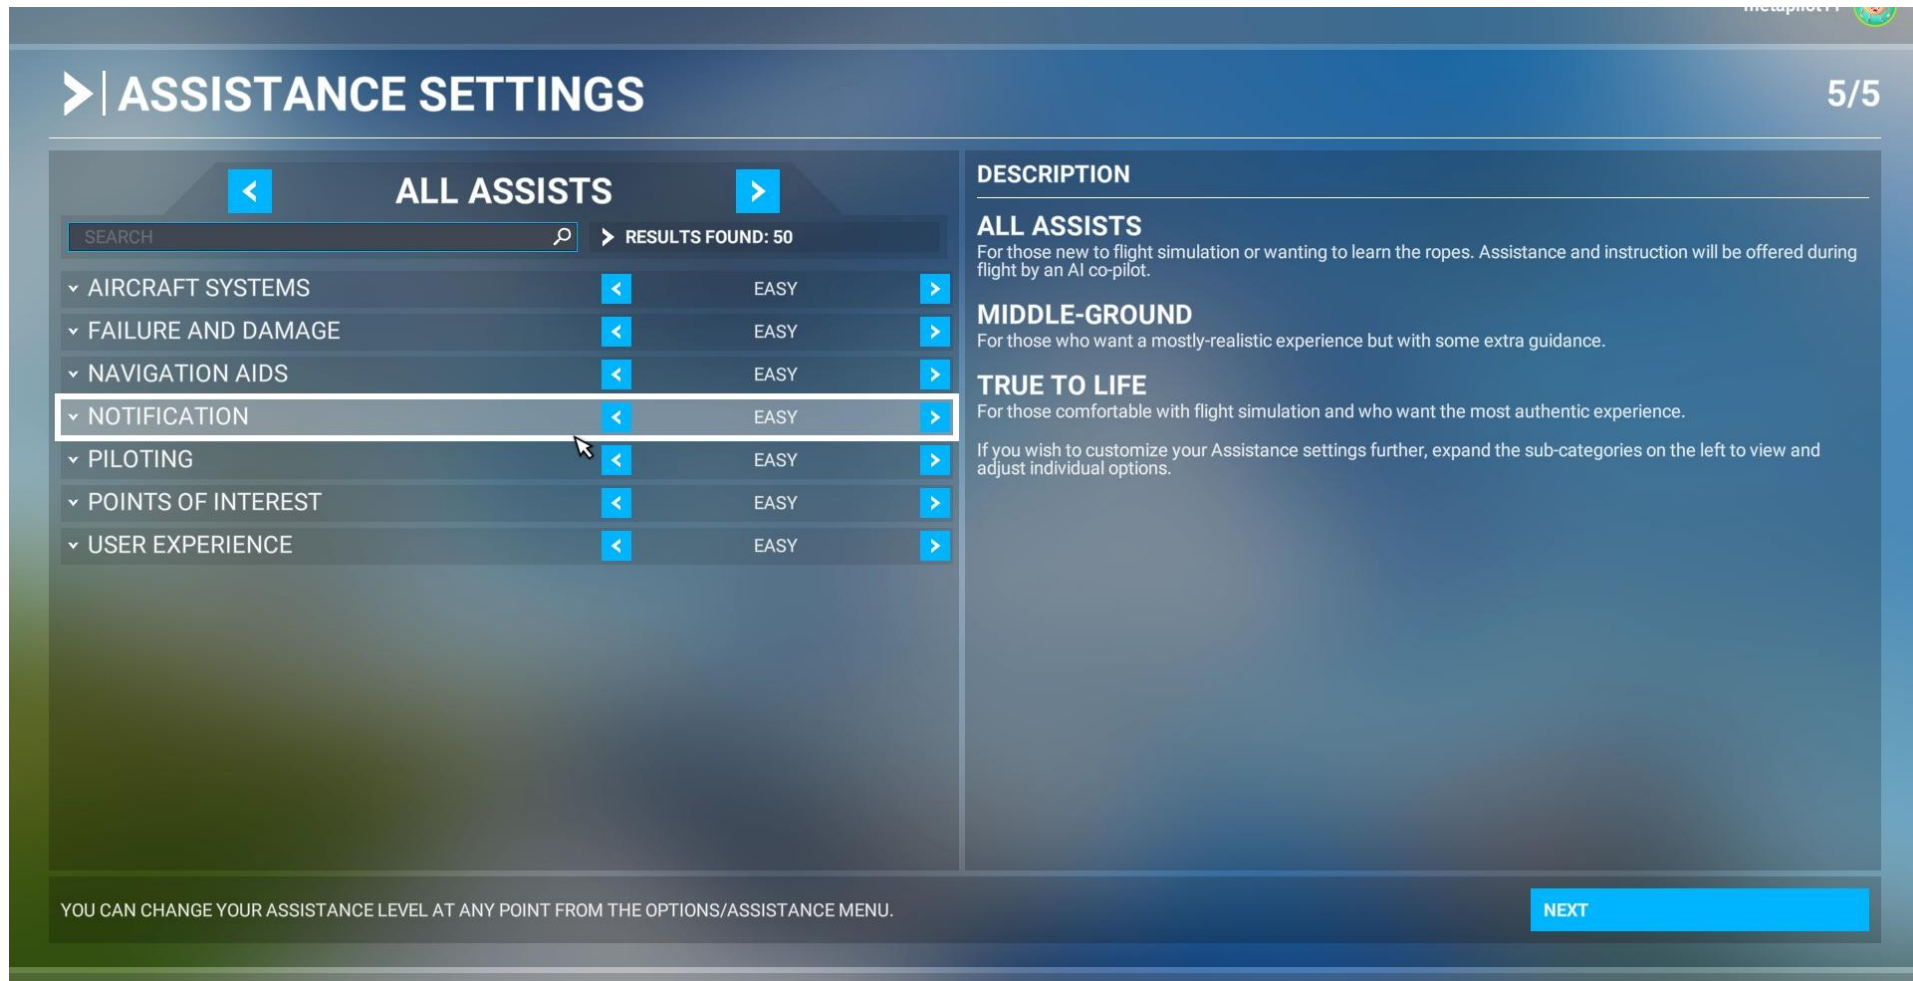 ASSISTANCE SETTINGS
5/5
ALL ASSISTS
SEARCH
RESULTS FOUND: 50
AIRCRAFT SYSTEMS EASY
FAILURE AND DAMAGE EASY
NAVIGATION AIDS EASY
NOTIFICATION EASY
PILOTING EASY
POINTS OF INTEREST EASY
USER EXPERIENCE EASY
DESCRIPTION
ALL ASSISTS
For those new to flight simulation or wanting to learn the ropes. Assistance and instruction will be offered during
flight by an AI co-pilot.
MIDDLE-GROUND
For those who want a mostly-realistic experience but with some extra guidance.
TRUE TO LIFE
For those comfortable with flight simulation and who want the most authentic experience.
If you wish to customize your Assistance settings further, expand the sub-categories on the left to view and
adjust individual options.
YOU CAN CHANGE YOUR ASSISTANCE LEVEL AT ANY POINT FROM THE OPTIONS/ASSISTANCE MENU.
NEXT